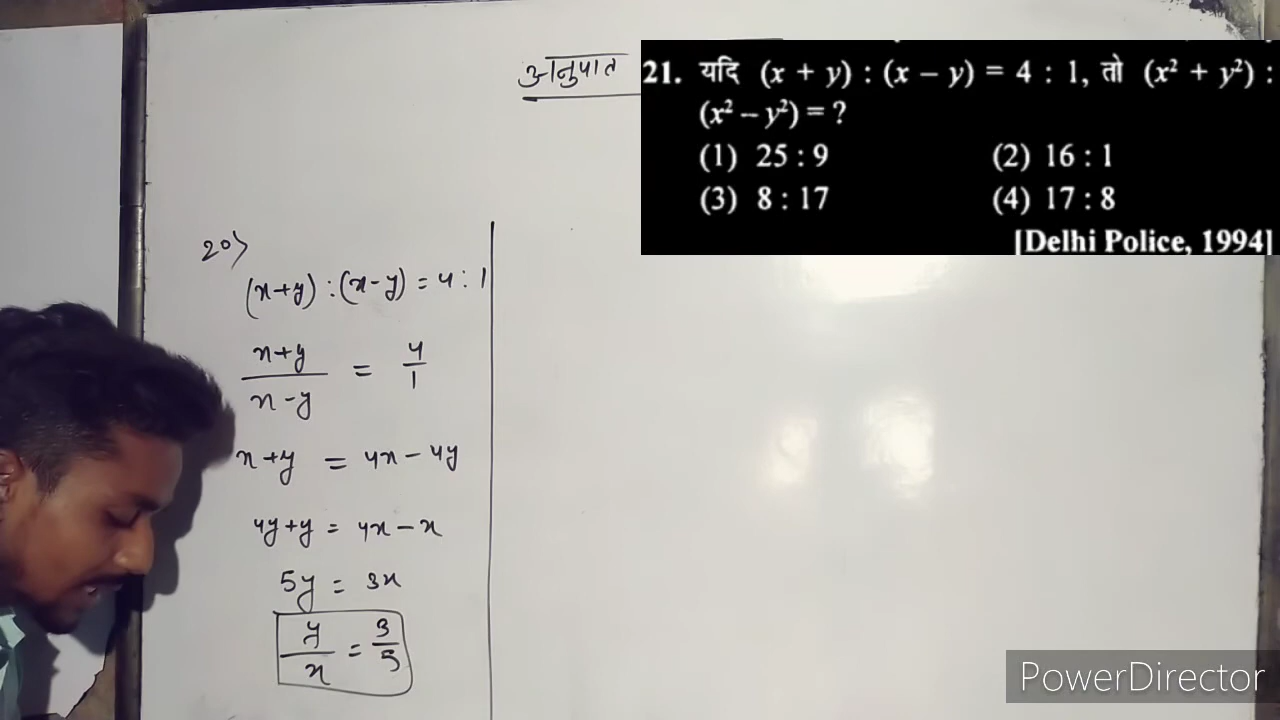 आनुपात
21. यदि (x + y) : (x – y) = 4 : 1, तो (x² + y²) :
(x² – y²) = ?
(1) 25 : 9 (2) 16 : 1
(3) 8 : 17 (4) 17 : 8
[Delhi Police, 1994]
20>
(x+y) : (x-y) = 4 : 1
x+y / x-y = 4/1
x+y = 4x-4y
4y+y = 4x-x
5y = 3x
y/x = 3/5
PowerDirector